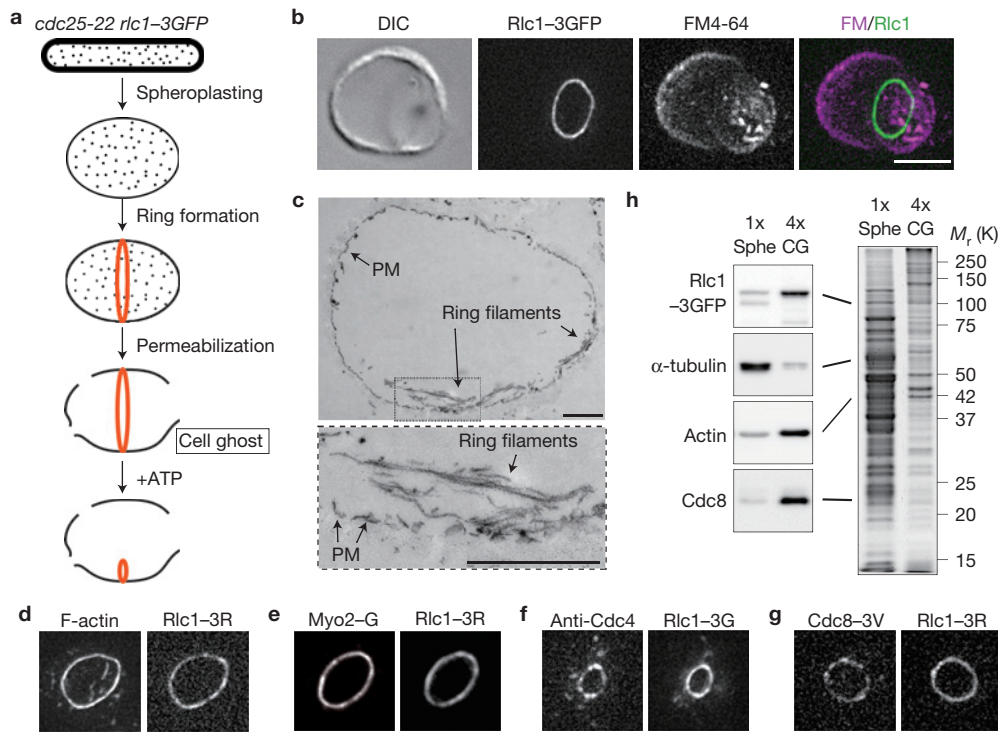 a
cdc25-22 rlc1–3GFP
Spheroplasting
Ring formation
Permeabilization
Cell ghost
+ATP
b
DIC
Rlc1–3GFP
FM4-64
FM/Rlc1
c
PM
Ring filaments
Ring filaments
PM
h
1x
Sphe
4x
CG
Rlc1
–3GFP
α-tubulin
Actin
Cdc8
1x
Sphe
4x
CG
Mr (K)
250
150
100
75
50
42
37
25
20
15
d
F-actin
Rlc1–3R
e
Myo2–G
Rlc1–3R
f
Anti-Cdc4
Rlc1–3G
g
Cdc8–3V
Rlc1–3R